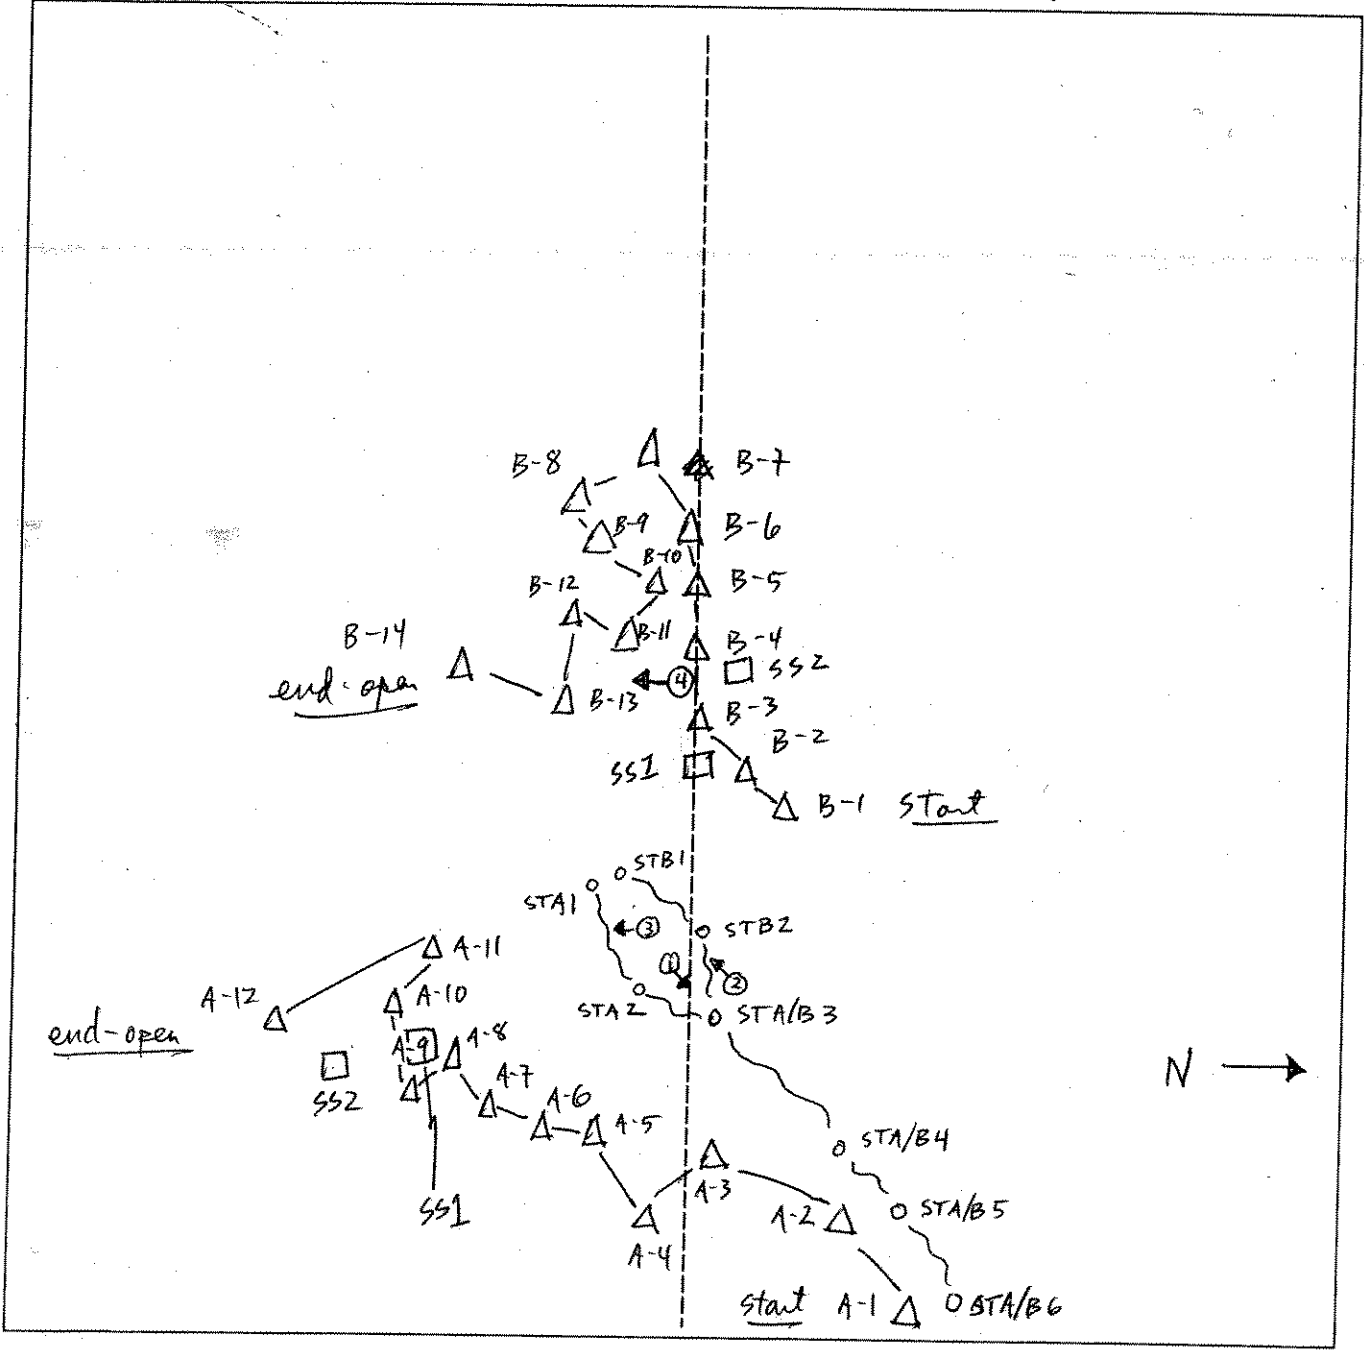 B-8
B-7
B-9
B-6
B-10
B-12
B-5
B-14
B-11
B-4
SS2
end-open
B-13
④
B-3
B-2
SS1
B-1 Start
STB1
STA1
③
STB2
A-11
①
②
A-12
A-10
STA2
STA/B3
end-open
A-9
A-8
N
SS2
A-7
A-6
A-5
STA/B4
A-3
SS1
A-2
STA/B5
A-4
start A-1
STA/B6